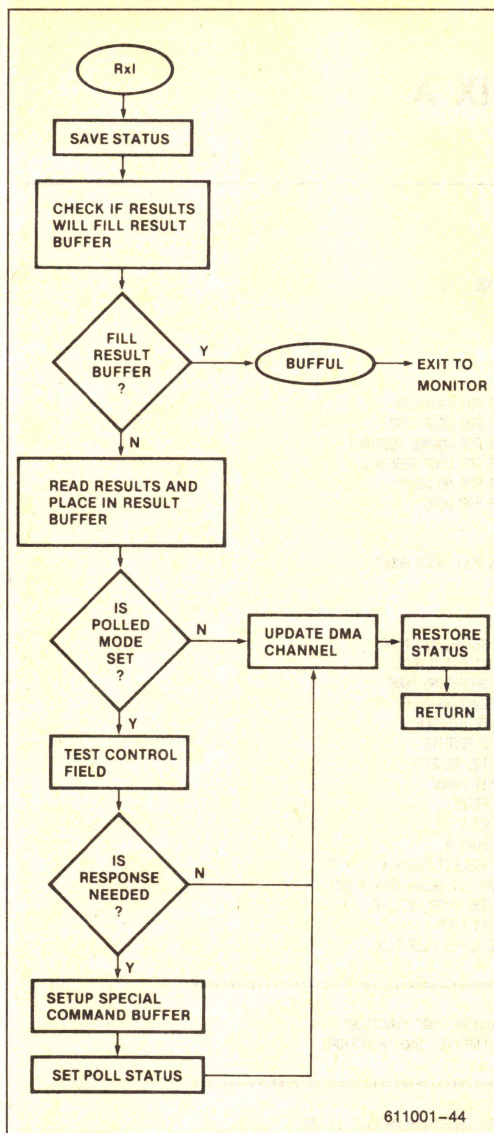 RxI
SAVE STATUS
CHECK IF RESULTS
WILL FILL RESULT
BUFFER
FILL
RESULT
BUFFER
?
Y
BUFFUL
EXIT TO
MONITOR
N
READ RESULTS AND
PLACE IN RESULT
BUFFER
IS
POLLED
MODE
SET
?
N
UPDATE DMA
CHANNEL
RESTORE
STATUS
RETURN
Y
TEST CONTROL
FIELD
IS
RESPONSE
NEEDED
?
N
Y
SETUP SPECIAL
COMMAND BUFFER
SET POLL STATUS
611001-44